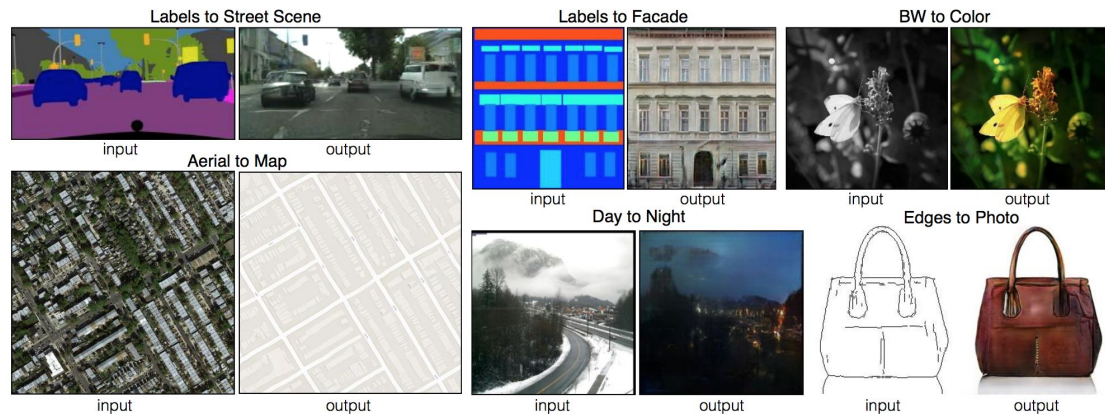 Labels to Street Scene
input
output
Aerial to Map
input
output
Labels to Facade
input
output
BW to Color
input
output
Day to Night
input
output
Edges to Photo
input
output